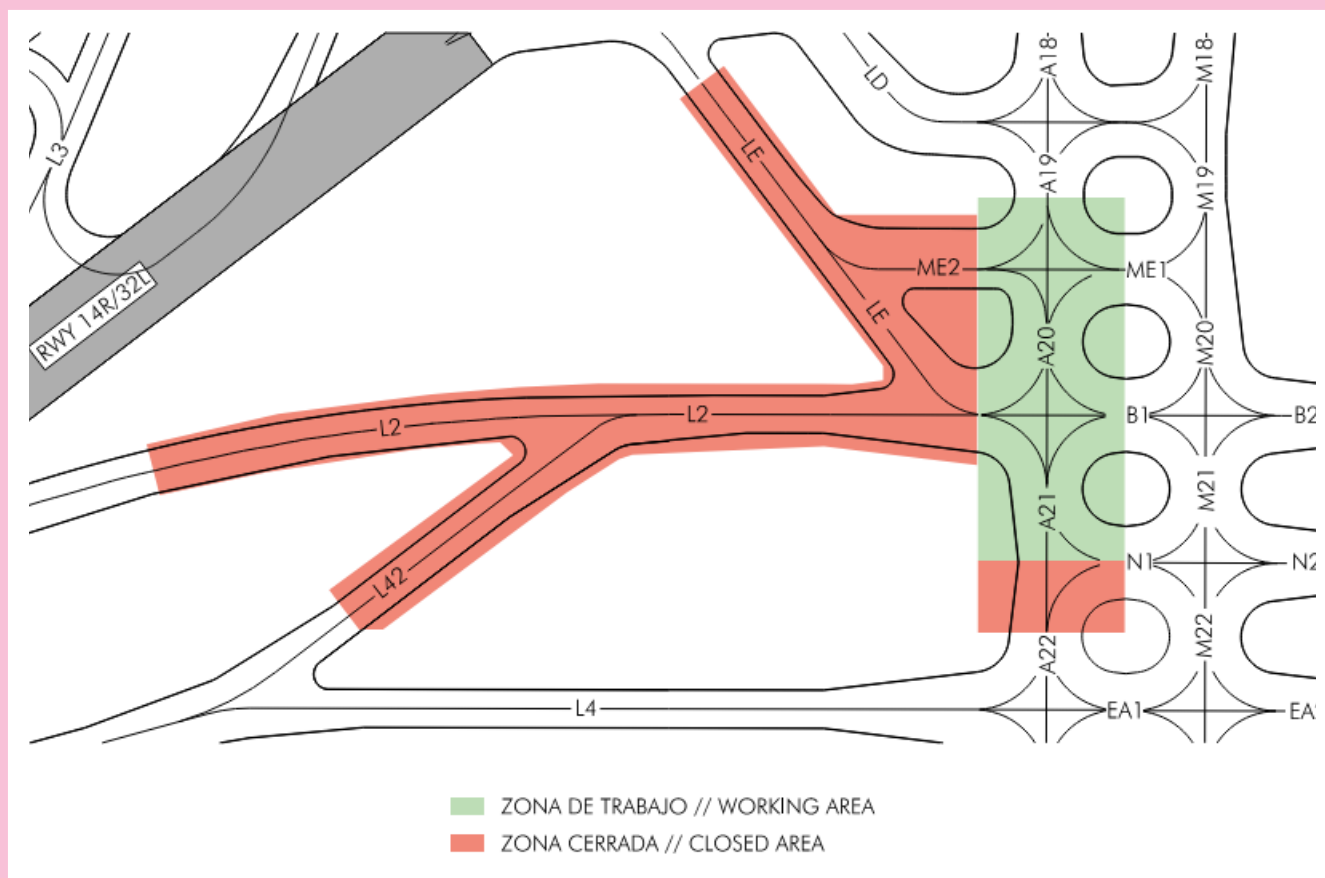 A18
M18
LD
L3
LE
A19
M19
RWY 14R/32L
ME2
ME1
LE
A20
M20
L2
L2
B1
B2
A21
M21
L42
N1
N2
A22
M22
L4
EA1
ZONA DE TRABAJO // WORKING AREA
ZONA CERRADA // CLOSED AREA